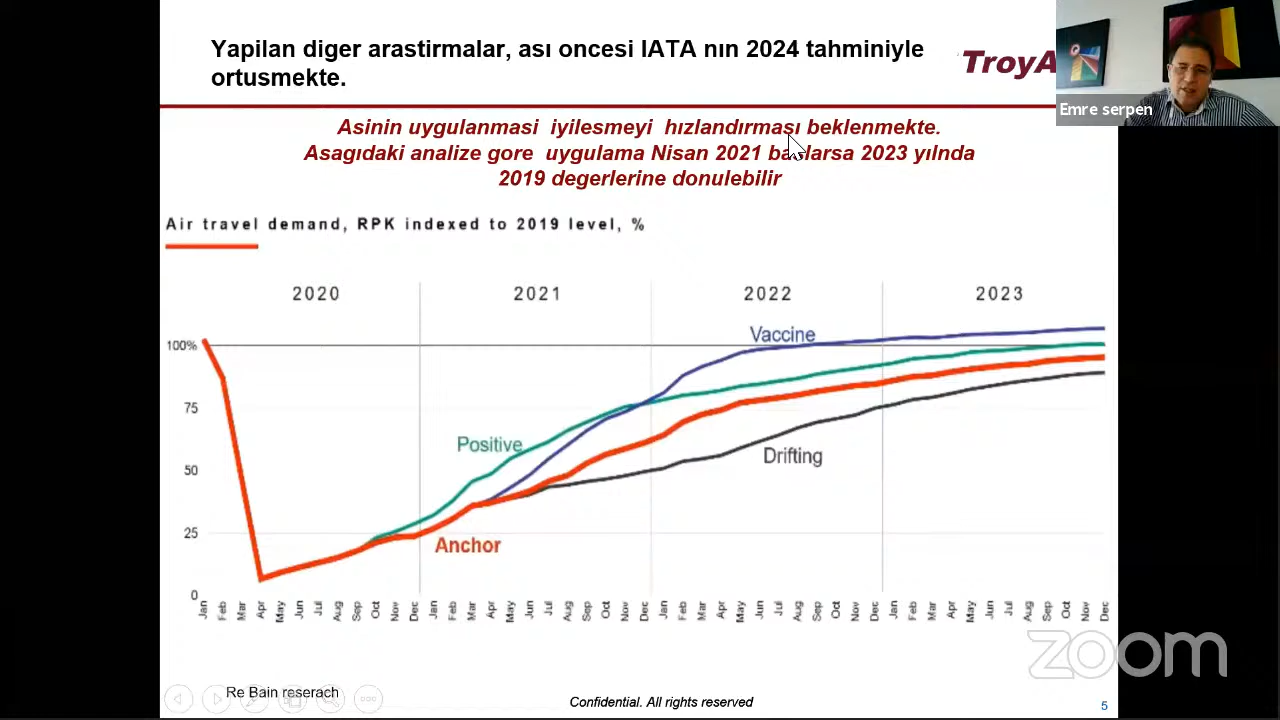 Yapilan diger arastirmalar, ası oncesi IATA nın 2024 tahminiyle
ortusmekte.
TroyA
Emre serpen
Asinin uygulanmasi iyilesmeyi hızlandırması beklenmekte.
Asagıdaki analize gore uygulama Nisan 2021 baslarsa 2023 yılnda
2019 degerlerine donulebilir
Air travel demand, RPK indexed to 2019 level, %
2020 2021 2022 2023
Vaccine
100%
75
Positive
50
Drifting
25
Anchor
0
Jan Feb Mar Apr May Jun Jul Aug Sep Oct Nov Dec Jan Feb Mar Apr May Jun Jul Aug Sep Oct Nov Dec Jan Feb Mar Apr May Jun Jul Aug Sep Oct Nov Dec Jan Feb Mar Apr May Jun Jul Aug Sep Oct Nov Dec
zoom
Re Bain reserach
Confidential. All rights reserved
5